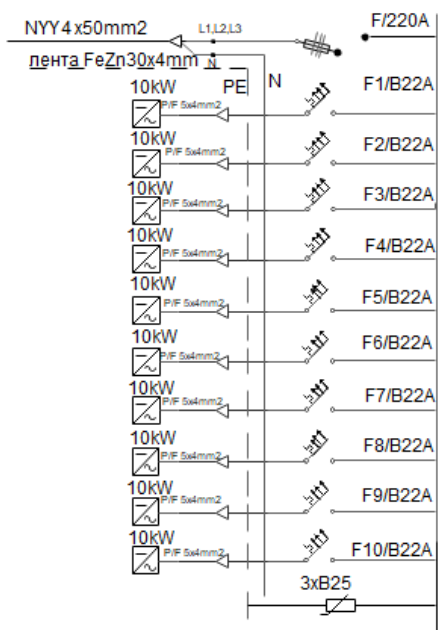 NYY 4x50mm2 L1,L2,L3 F/220A
лента FeZn30x4mm N
10kW PE N F1/B22A
P/F 5x4mm2
10kW F2/B22A
P/F 5x4mm2
10kW F3/B22A
P/F 5x4mm2
10kW F4/B22A
P/F 5x4mm2
10kW F5/B22A
P/F 5x4mm2
10kW F6/B22A
P/F 5x4mm2
10kW F7/B22A
P/F 5x4mm2
10kW F8/B22A
P/F 5x4mm2
10kW F9/B22A
P/F 5x4mm2
10kW F10/B22A
P/F 5x4mm2
3xB25